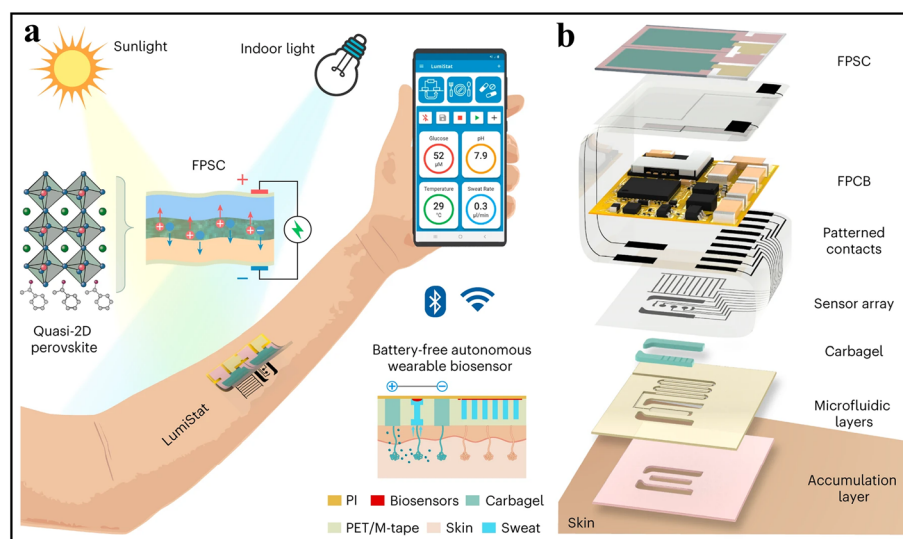 a
Sunlight
Indoor light
FPSC
+
−
Quasi-2D
perovskite
LumiStat
LumiStat
Glucose
52
µM
pH
7.9
Temperature
29
°C
Sweat Rate
0.3
µl/min
Battery-free autonomous
wearable biosensor
+ −
PI Biosensors Carbagel
PET/M-tape Skin Sweat
b
FPSC
FPCB
Patterned
contacts
Sensor array
Carbagel
Microfluidic
layers
Accumulation
layer
Skin